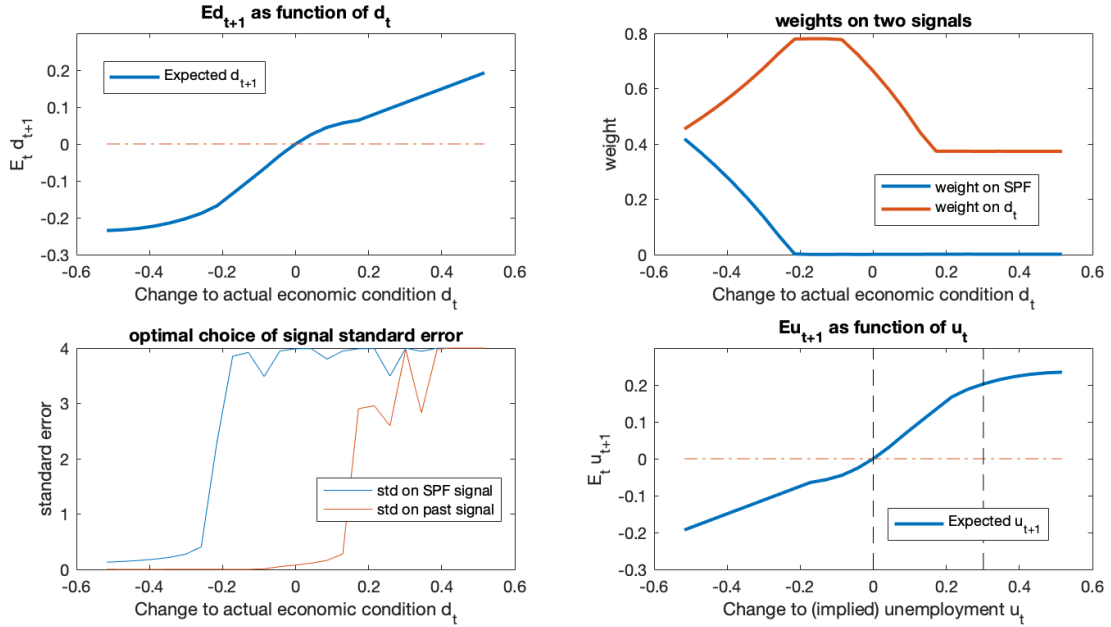 Ed_{t+1} as function of d_t
0.2
0.1
0
-0.1
-0.2
-0.3
E_t d_{t+1}
Expected d_{t+1}
-0.6 -0.4 -0.2 0 0.2 0.4 0.6
Change to actual economic condition d_t
weights on two signals
0.8
0.6
0.4
0.2
0
weight
weight on SPF
weight on d_t
-0.6 -0.4 -0.2 0 0.2 0.4 0.6
Change to actual economic condition d_t
optimal choice of signal standard error
4
3
2
1
0
standard error
std on SPF signal
std on past signal
-0.6 -0.4 -0.2 0 0.2 0.4 0.6
Change to actual economic condition d_t
Eu_{t+1} as function of u_t
0.2
0.1
0
-0.1
-0.2
-0.3
E_t u_{t+1}
Expected u_{t+1}
-0.6 -0.4 -0.2 0 0.2 0.4 0.6
Change to (implied) unemployment u_t